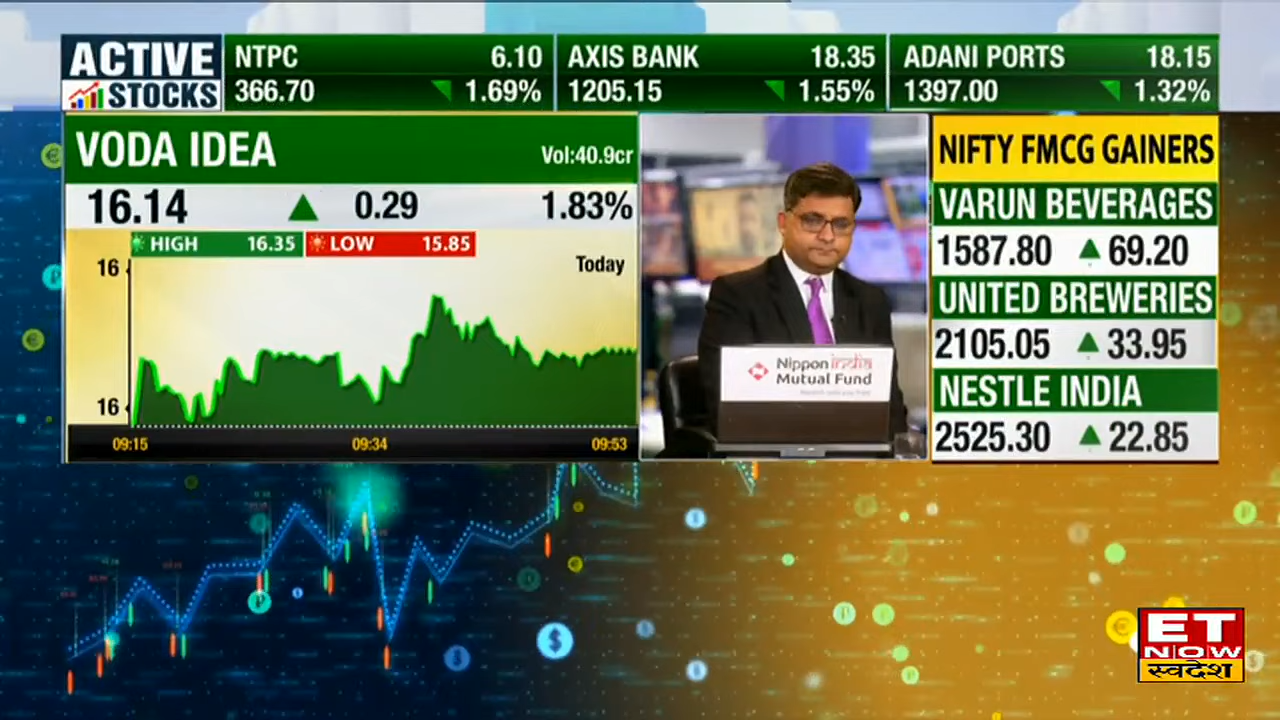 ACTIVE
STOCKS
NTPC 6.10
366.70 1.69%
AXIS BANK 18.35
1205.15 1.55%
ADANI PORTS 18.15
1397.00 1.32%
VODA IDEA Vol:40.9cr
16.14 0.29 1.83%
HIGH 16.35 LOW 15.85
Today
16
16
09:15 09:34 09:53
Nippon india
Mutual Fund
NIFTY FMCG GAINERS
VARUN BEVERAGES
1587.80 69.20
UNITED BREWERIES
2105.05 33.95
NESTLE INDIA
2525.30 22.85
ET
NOW
स्वदेश